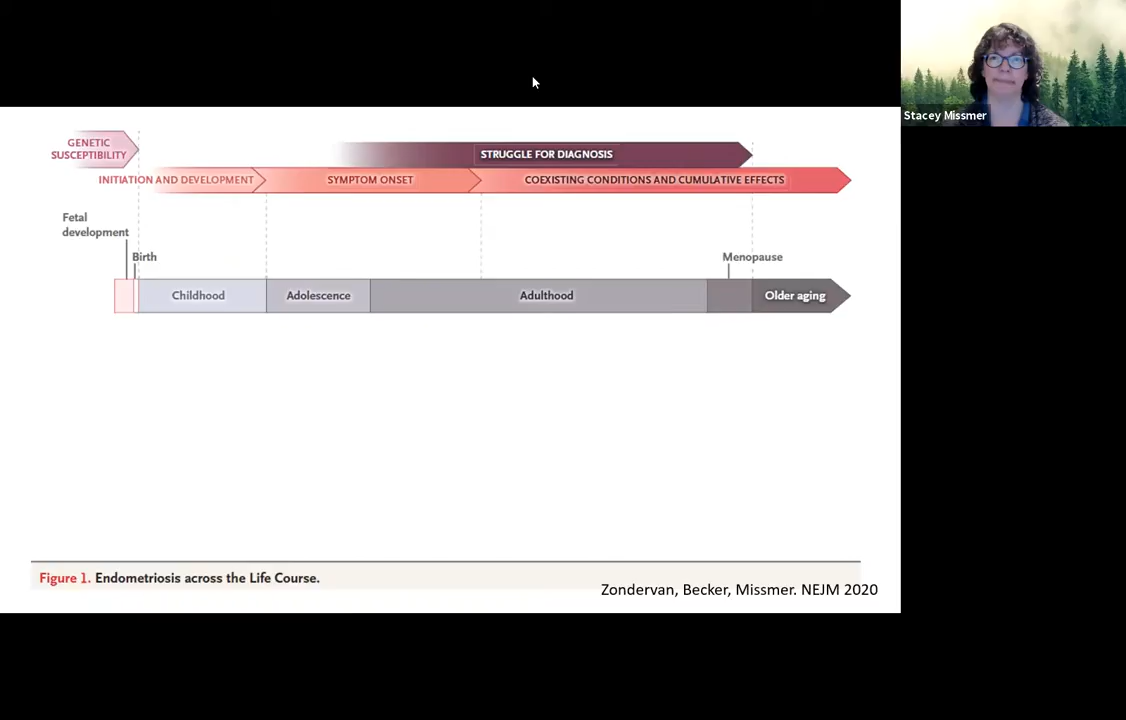 Stacey Missmer
GENETIC
SUSCEPTIBILITY
STRUGGLE FOR DIAGNOSIS
INITIATION AND DEVELOPMENT
SYMPTOM ONSET
COEXISTING CONDITIONS AND CUMULATIVE EFFECTS
Fetal
development
Birth
Menopause
Childhood
Adolescence
Adulthood
Older aging
Figure 1. Endometriosis across the Life Course.
Zondervan, Becker, Missmer. NEJM 2020